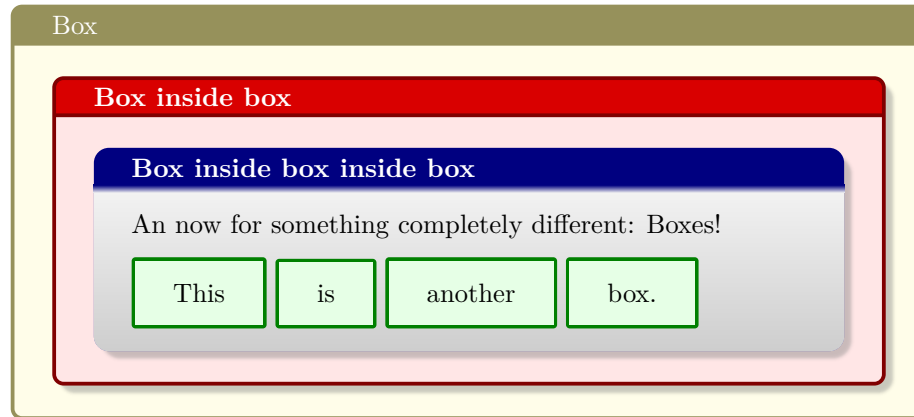 Box
Box inside box
Box inside box inside box
An now for something completely different: Boxes!
This is another box.